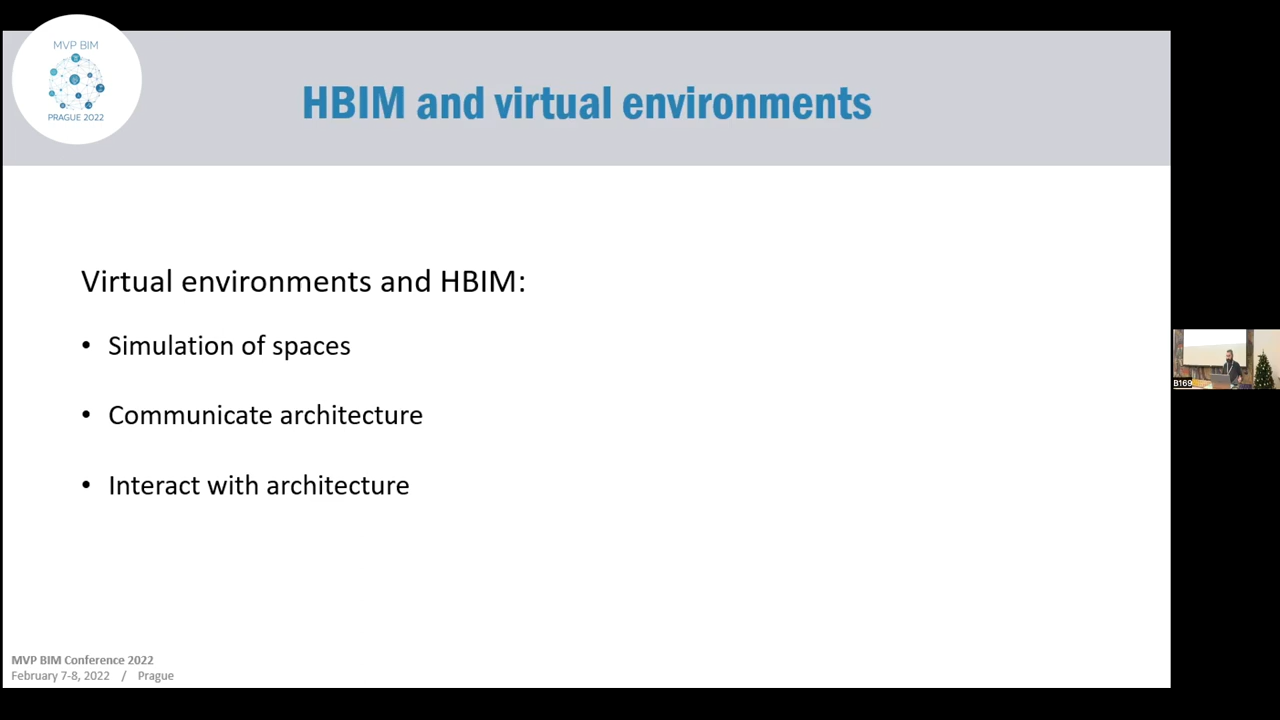 MVP BIM
PRAGUE 2022
HBIM and virtual environments
Virtual environments and HBIM:
• Simulation of spaces
• Communicate architecture
• Interact with architecture
B169
MVP BIM Conference 2022
February 7-8, 2022 / Prague